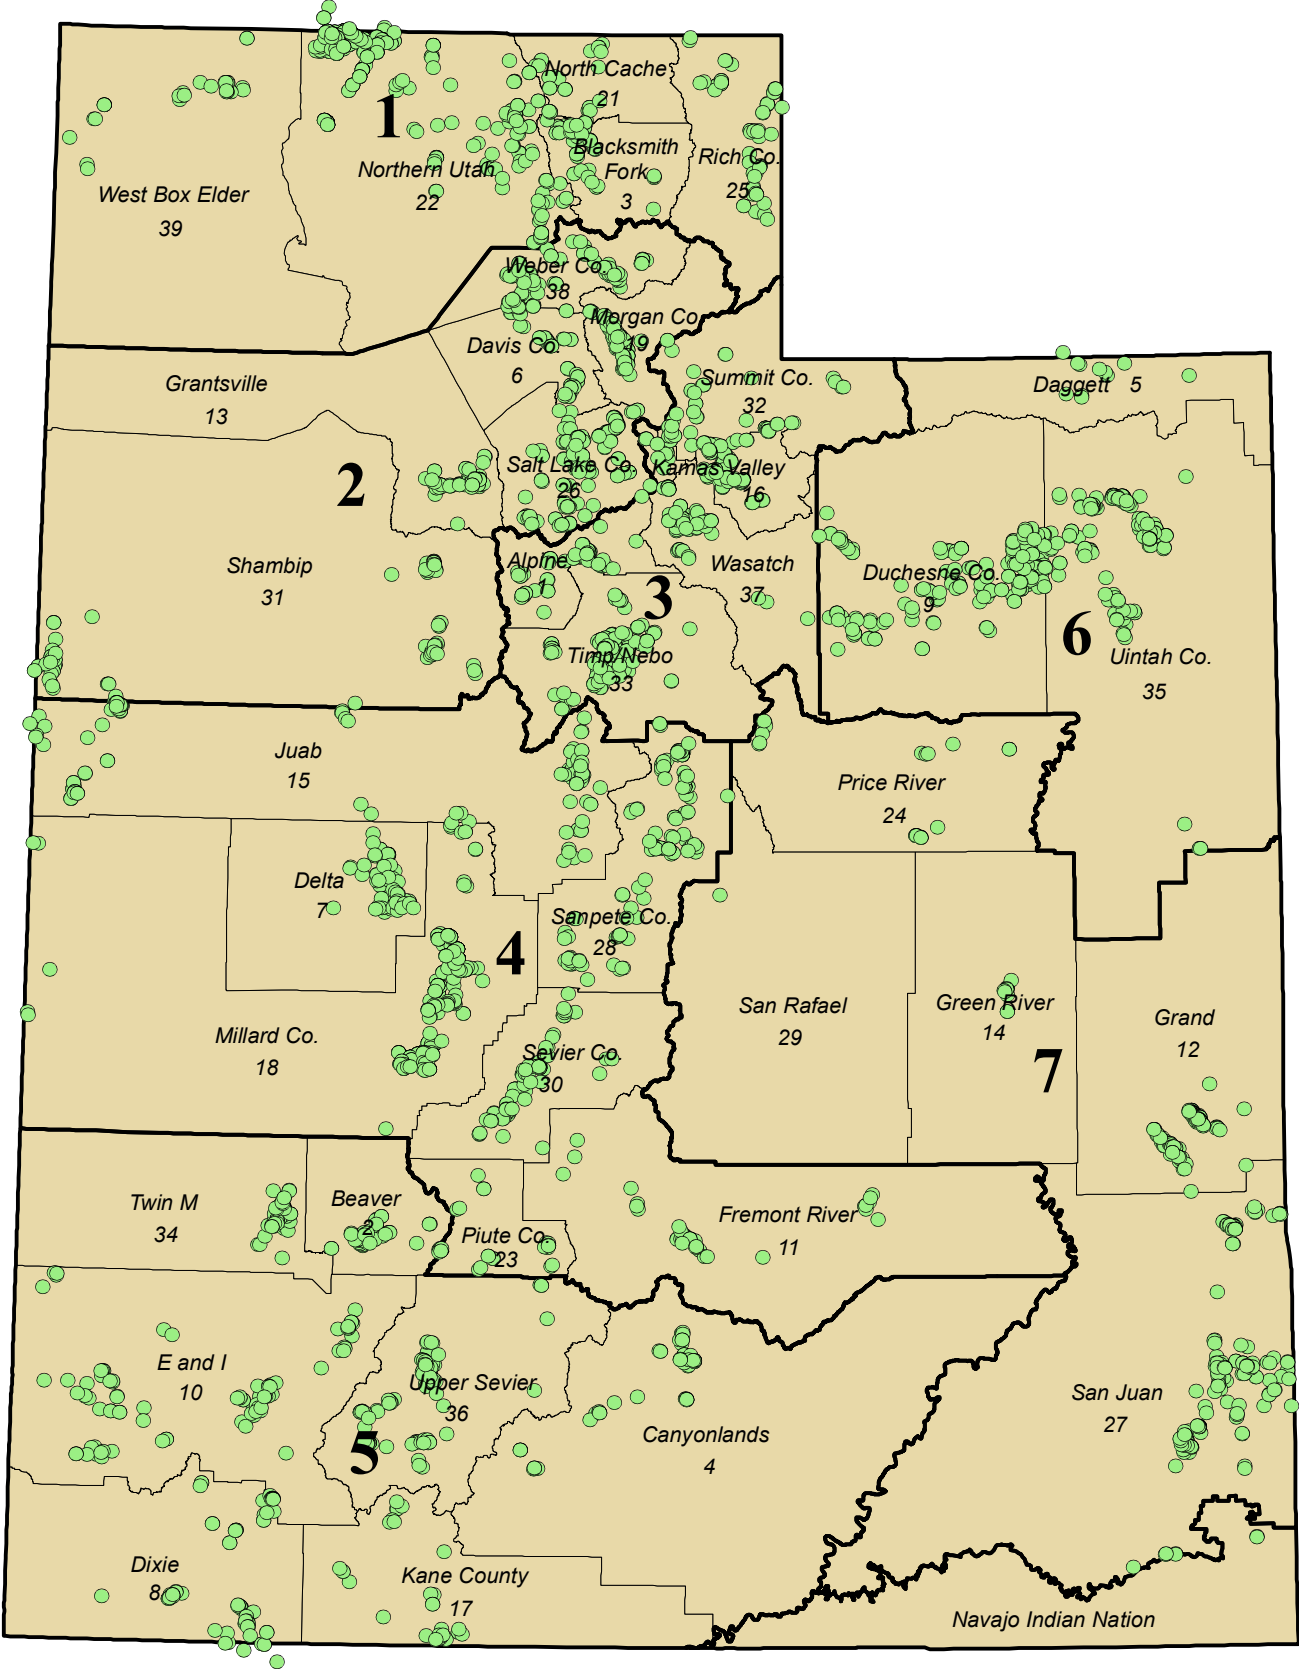 North Cache
21
1
Blacksmith
Fork
3
Rich Co.
25
Northern Utah
22
West Box Elder
39
Weber Co.
38
Morgan Co.
19
Davis Co.
6
Grantsville
13
Summit Co.
32
Daggett 5
2
Salt Lake Co.
26
Kamas Valley
16
Shambip
31
Alpine
1
3
Wasatch
37
Duchesne Co.
9
6
Uintah Co.
35
Timp/Nebo
33
Juab
15
Price River
24
Delta
7
Sanpete Co.
28
4
San Rafael
29
Green River
14
Grand
12
Millard Co.
18
Sevier Co.
30
7
Twin M
34
Beaver
2
Piute Co.
23
Fremont River
11
E and I
10
Upper Sevier
36
5
Canyonlands
4
San Juan
27
Dixie
8
Kane County
17
Navajo Indian Nation